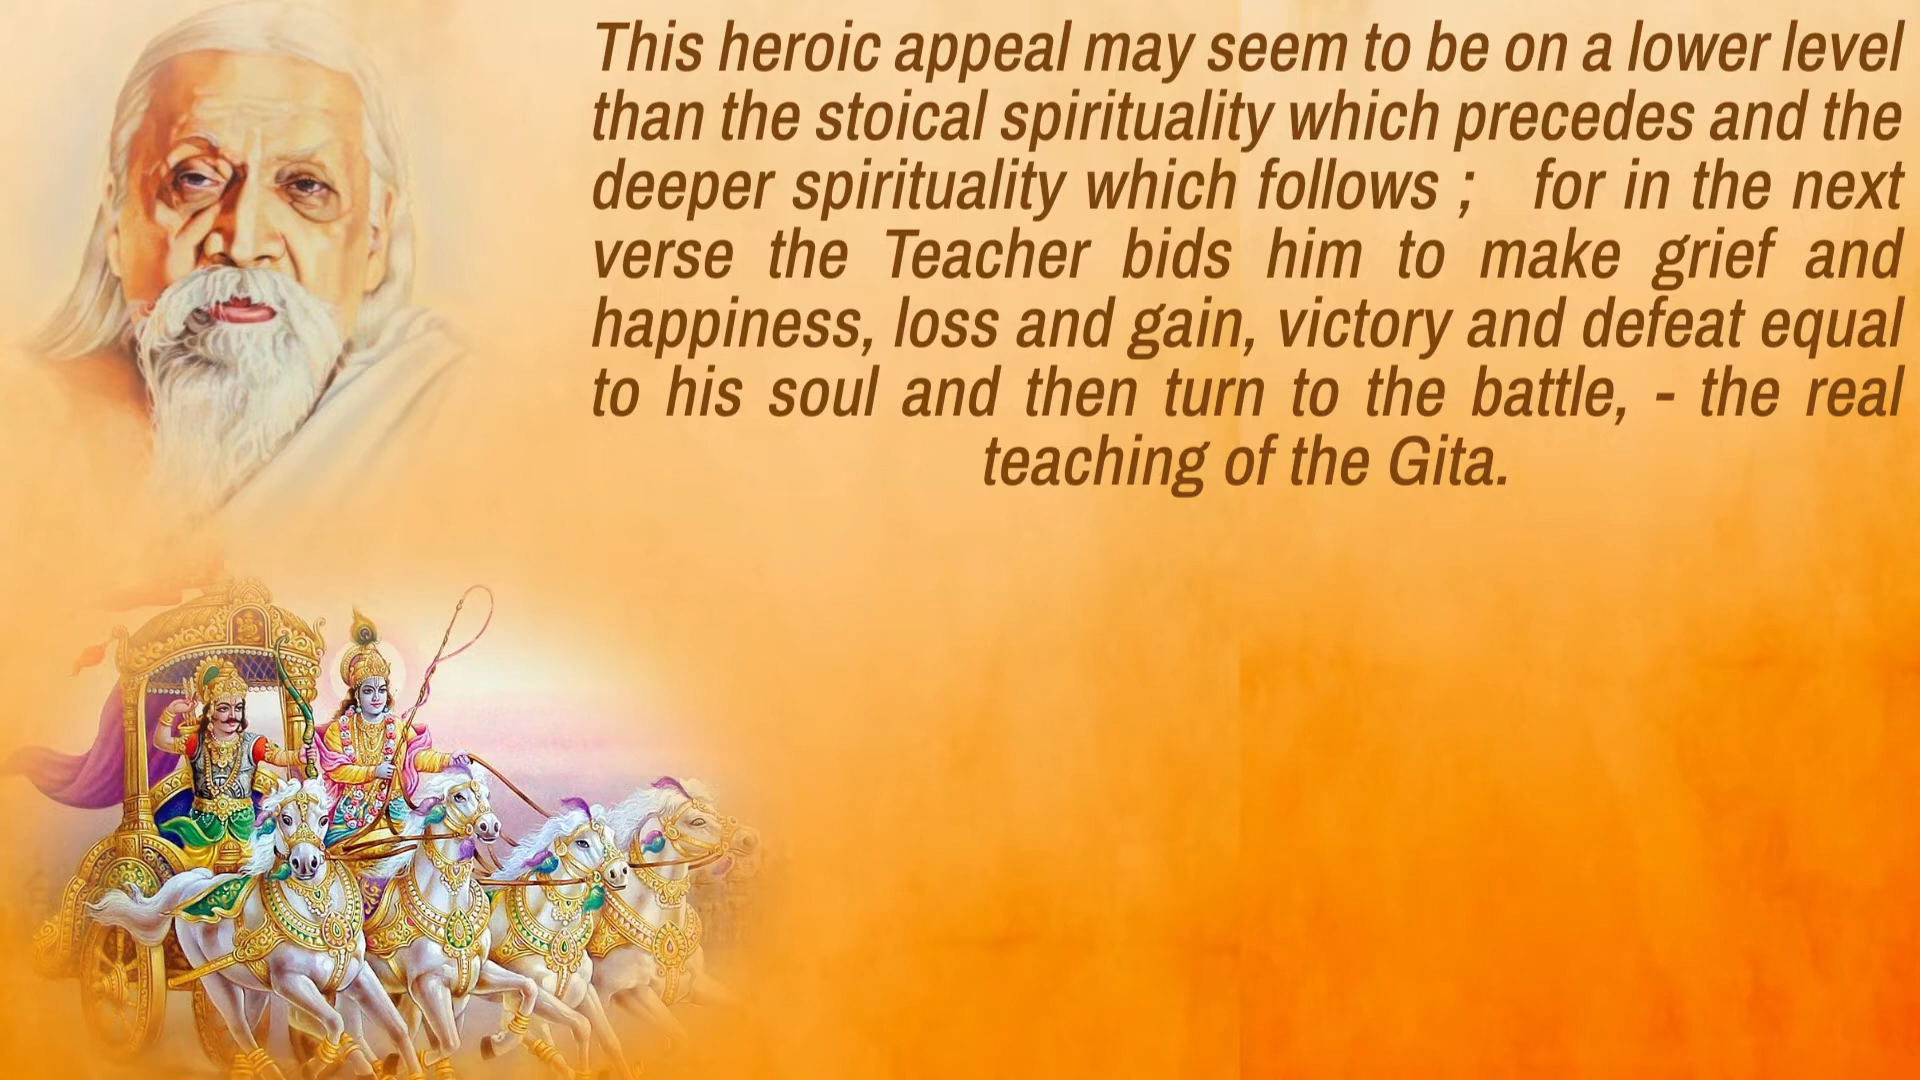 This heroic appeal may seem to be on a lower level
than the stoical spirituality which precedes and the
deeper spirituality which follows ; for in the next
verse the Teacher bids him to make grief and
happiness, loss and gain, victory and defeat equal
to his soul and then turn to the battle, - the real
teaching of the Gita.